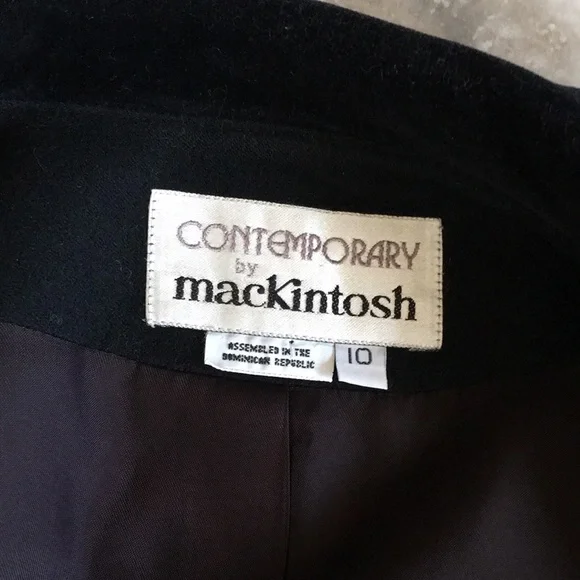 CONTEMPORARY
by
mackintosh
ASSEMBLED IN THE
DOMINICAN REPUBLIC
10